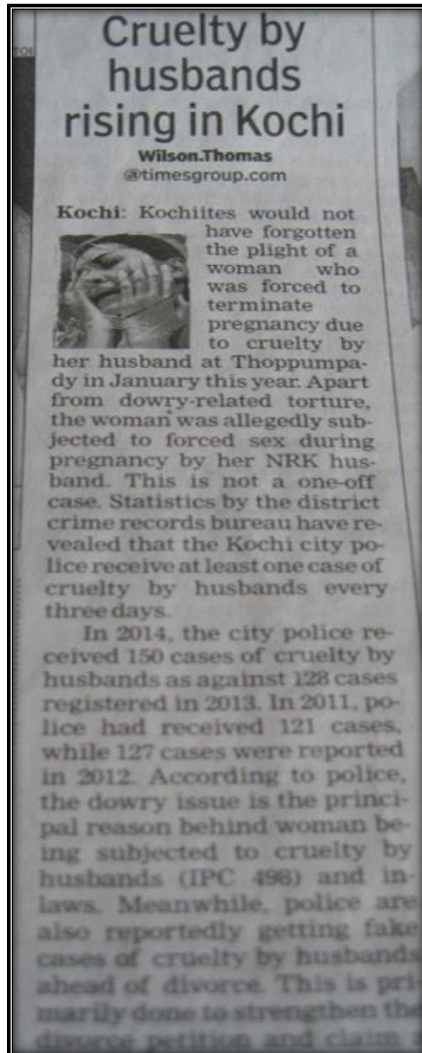 TOI
Cruelty by
husbands
rising in Kochi
Wilson.Thomas
@timesgroup.com
Kochi: Kochiites would not
have forgotten
the plight of a
woman who
was forced to
terminate
pregnancy due
to cruelty by
her husband at Thoppumpa-
dy in January this year. Apart
from dowry-related torture,
the woman was allegedly sub-
jected to forced sex during
pregnancy by her NRK hus-
band. This is not a one-off
case. Statistics by the district
crime records bureau have re-
vealed that the Kochi city po-
lice receive at least one case of
cruelty by husbands every
three days.
In 2014, the city police re-
ceived 150 cases of cruelty by
husbands as against 128 cases
registered in 2013. In 2011, po-
lice had received 121 cases,
while 127 cases were reported
in 2012. According to police,
the dowry issue is the princi-
pal reason behind woman be-
ing subjected to cruelty by
husbands (IPC 498) and in-
laws. Meanwhile, police are
also reportedly getting fake
cases of cruelty by husbands
ahead of divorce. This is pri-
marily done to strengthen the
divorce petition and claim